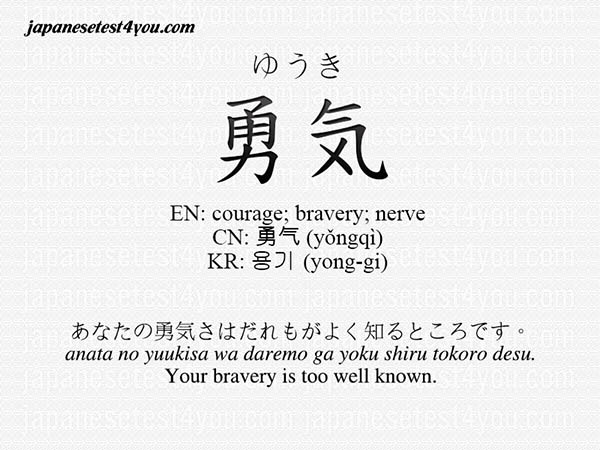 japanesetest4you.com
ゆうき
勇気
EN: courage; bravery; nerve
CN: 勇气 (yǒngqì)
KR: 용기 (yong-gi)
あなたの勇気さはだれもがよく知るところです。
anata no yuukisa wa daremo ga yoku shiru tokoro desu.
Your bravery is too well known.